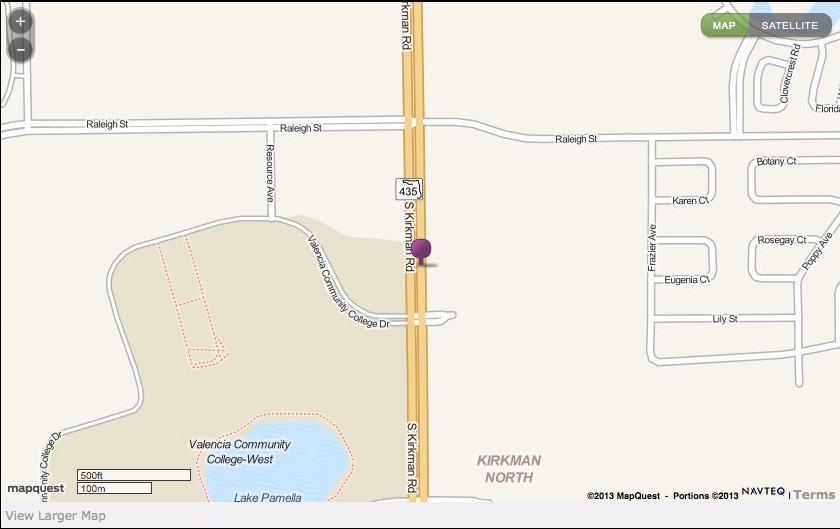 +
−
S Kirkman Rd
MAP
SATELLITE
Clovercrest Rd
Florida
Raleigh St
Raleigh St
Raleigh St
Resource Ave
435
Botany Ct
Karen Ct
S Kirkman Rd
Frazier Ave
Rosegay Ct
Poppy Ave
Valencia Community College Dr
Eugenia Ct
Lily St
S Kirkman Rd
Valencia Community
College-West
KIRKMAN
NORTH
nmunity College Dr
500ft
100m
mapquest
Lake Pamella
©2013 MapQuest - Portions ©2013 NAVTEQ | Terms
View Larger Map